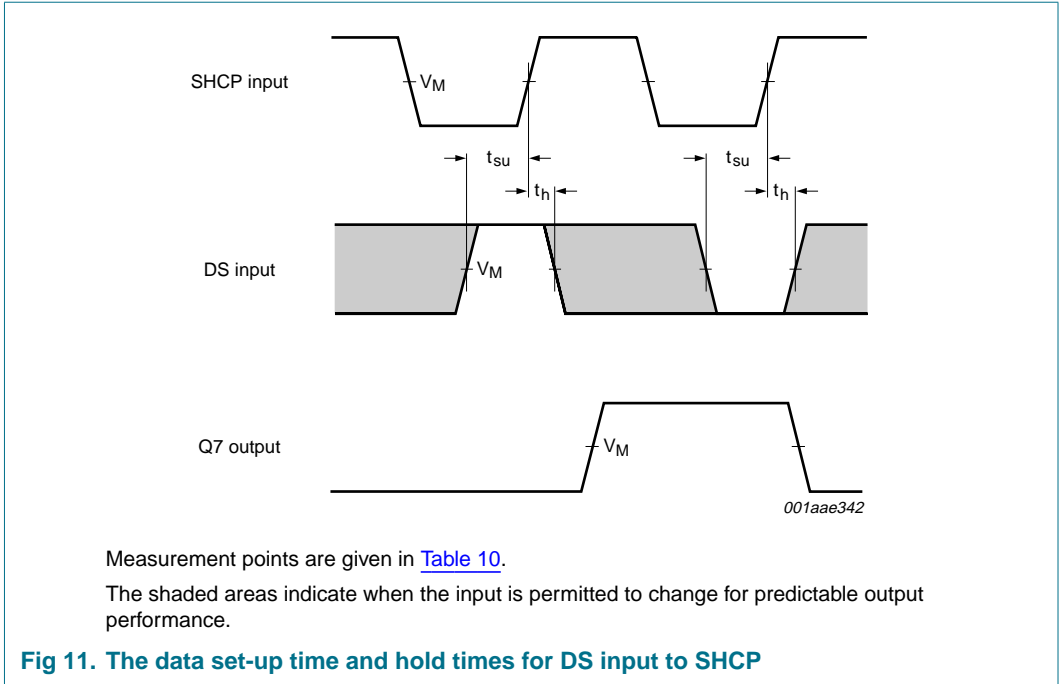 SHCP input
VM
tsu
tsu
th
th
DS input
VM
Q7 output
VM
001aae342
Measurement points are given in Table 10.
The shaded areas indicate when the input is permitted to change for predictable output
performance.
Fig 11. The data set-up time and hold times for DS input to SHCP